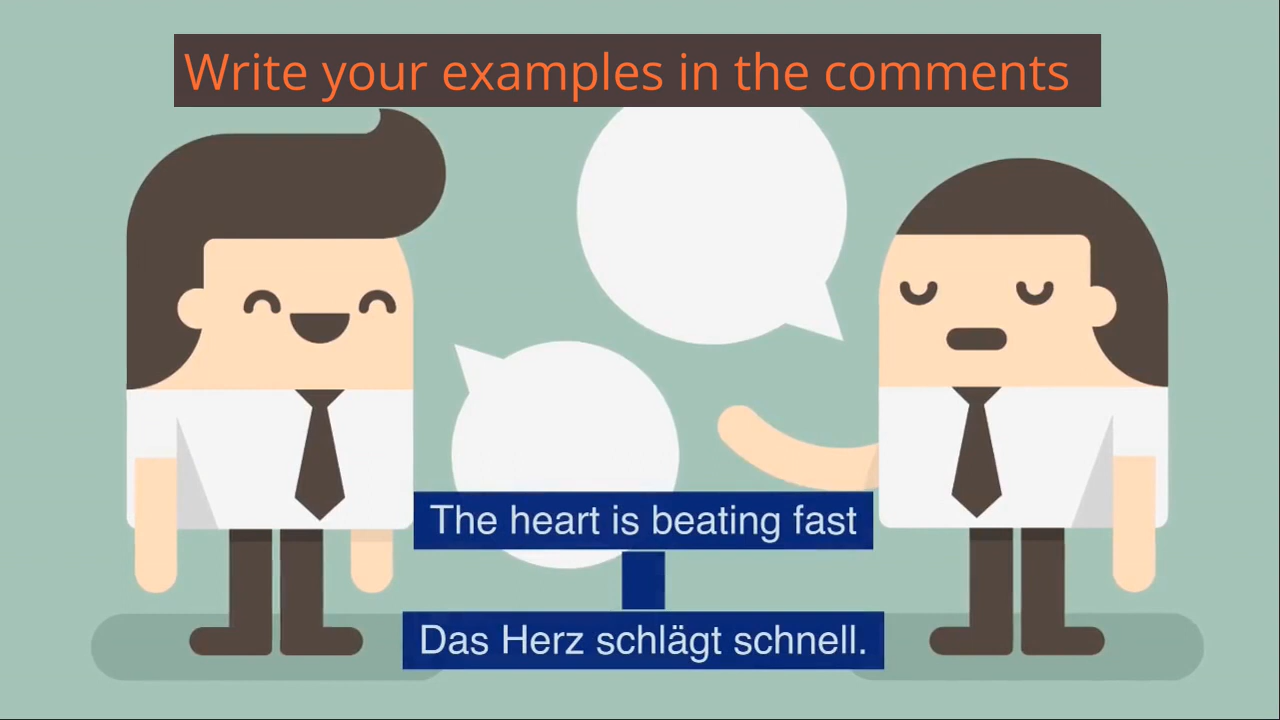 Write your examples in the comments
The heart is beating fast
Das Herz schlägt schnell.